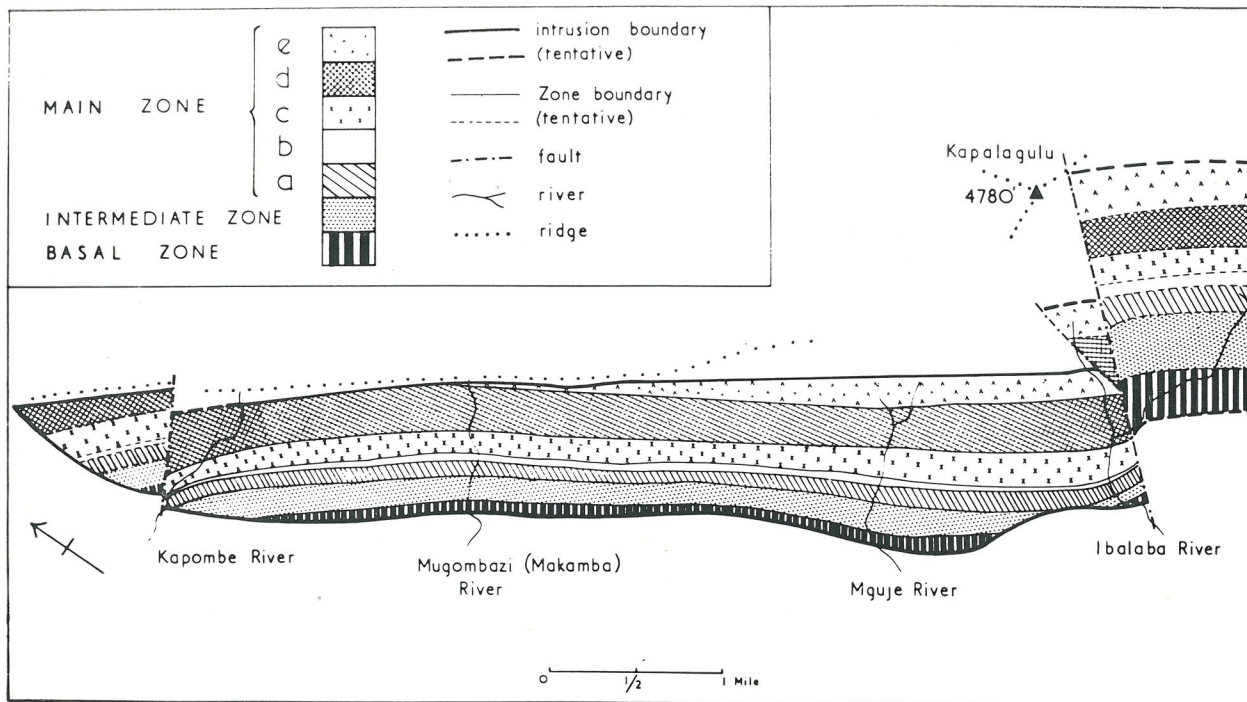 e
d
MAIN ZONE c
b
a
INTERMEDIATE ZONE
BASAL ZONE
intrusion boundary
(tentative)
Zone boundary
(tentative)
fault
river
ridge
Kapalagulu
4780
Kapombe River
Mugombazi (Makamba)
River
Mguje River
Ibalaba River
0 1/2 1 Mile